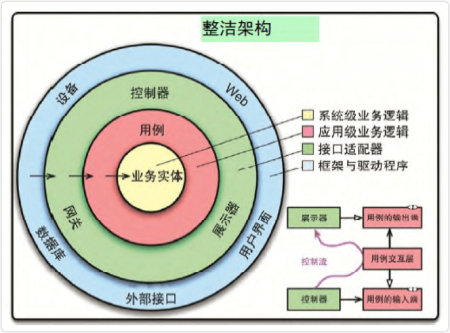 整洁架构
设备
Web
控制器
用例
业务实体
网关
展示器
数据库
用户界面
外部接口
系统级业务逻辑
应用级业务逻辑
接口适配器
框架与驱动程序
展示器
用例的输出端
控制流
用例交互层
控制器
用例的输入端